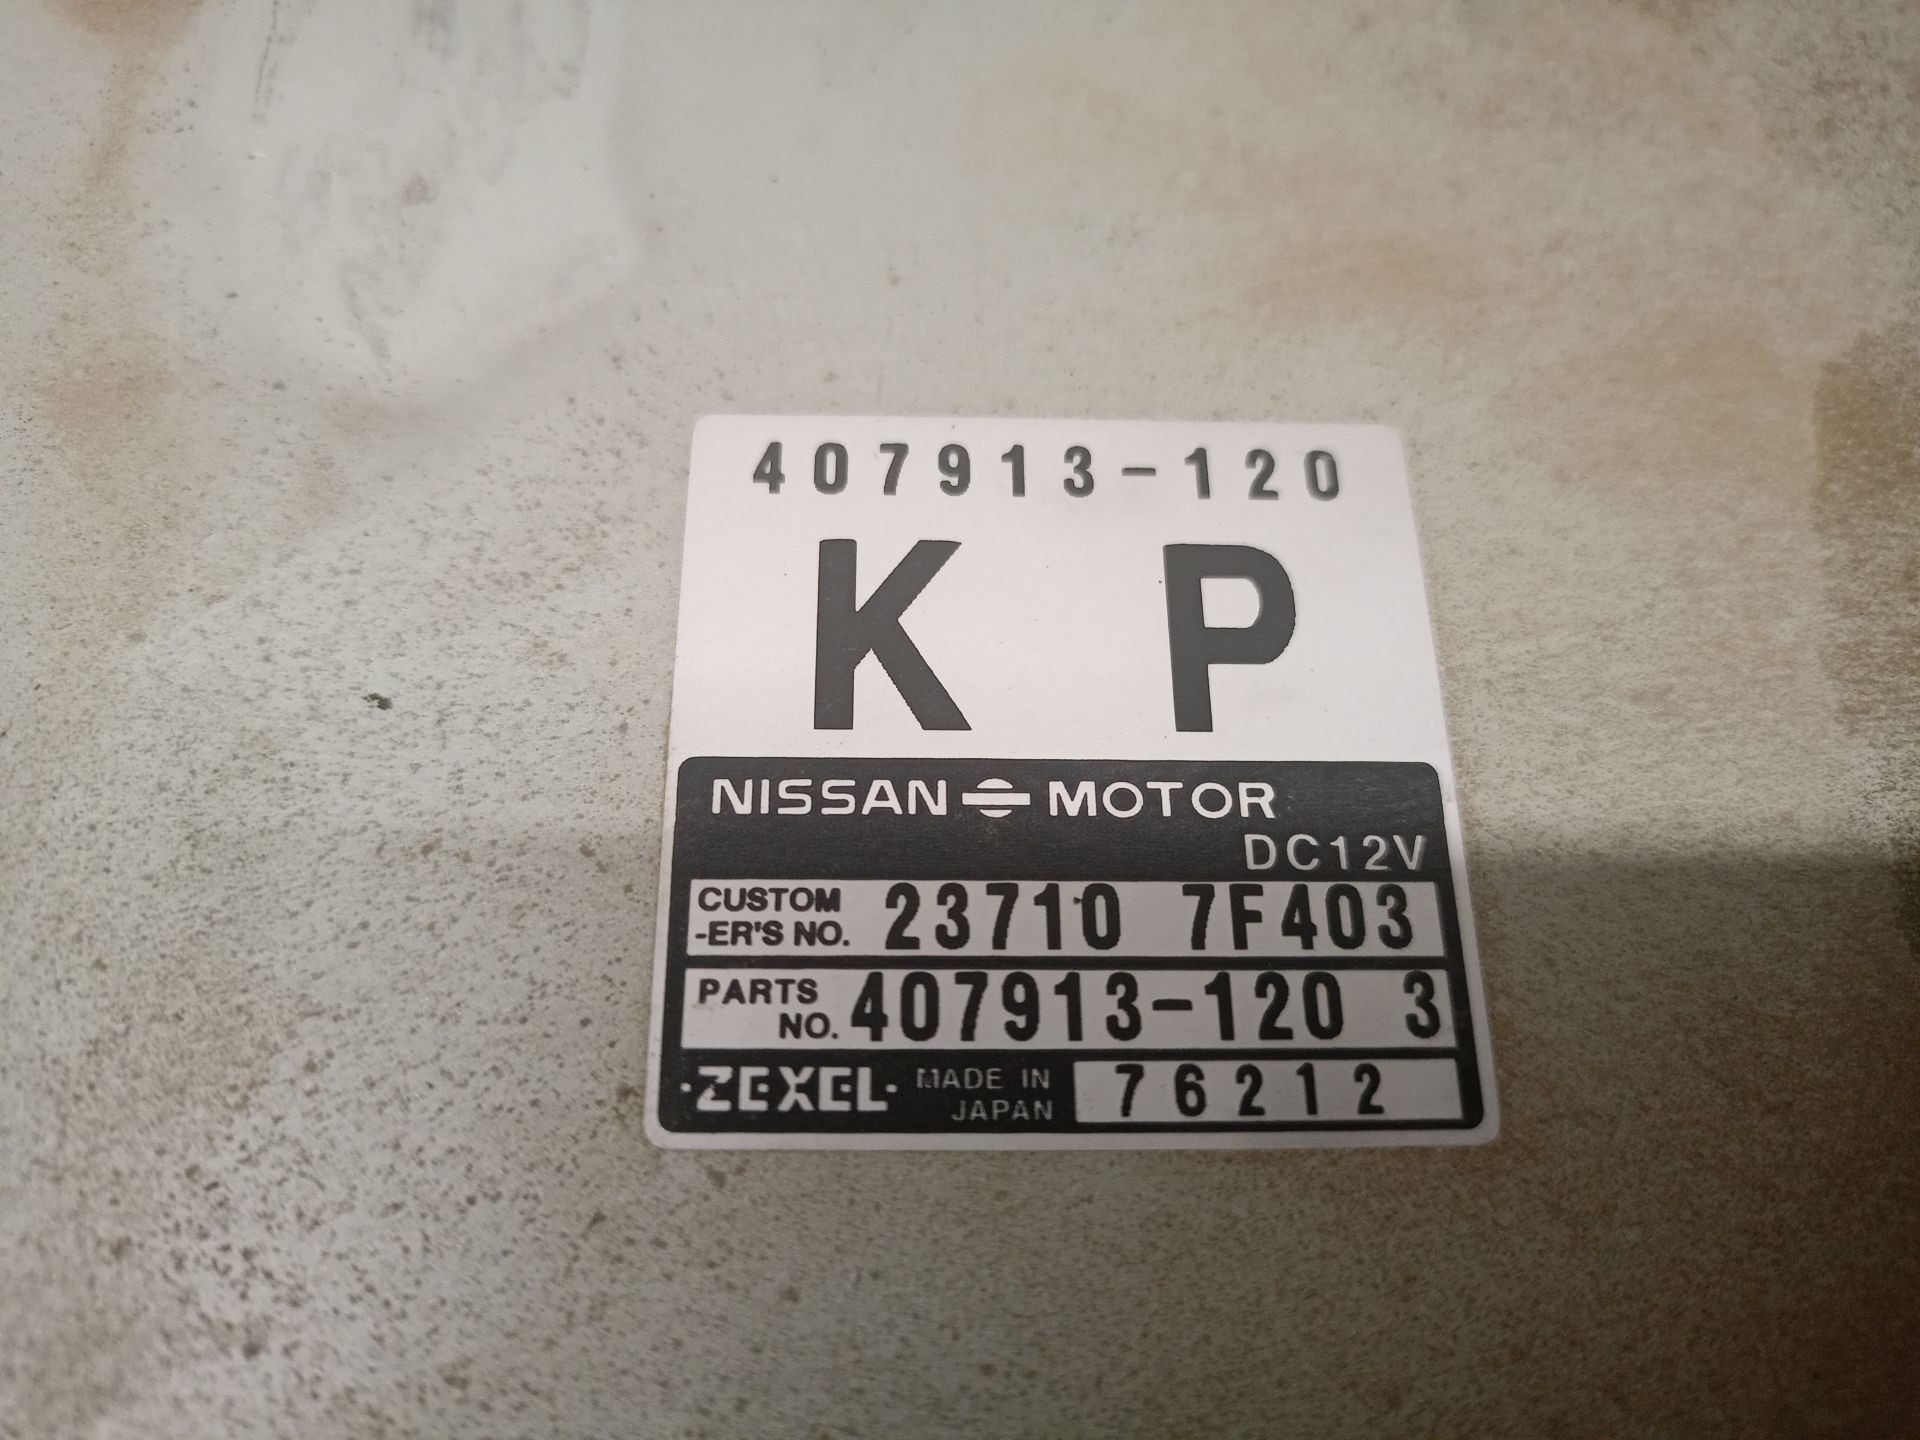 407913-120
K P
NISSAN MOTOR
DC12V
CUSTOM
-ER'S NO. 23710 7F403
PARTS
NO. 407913-120 3
·ZEXEL· MADE IN
JAPAN 76212